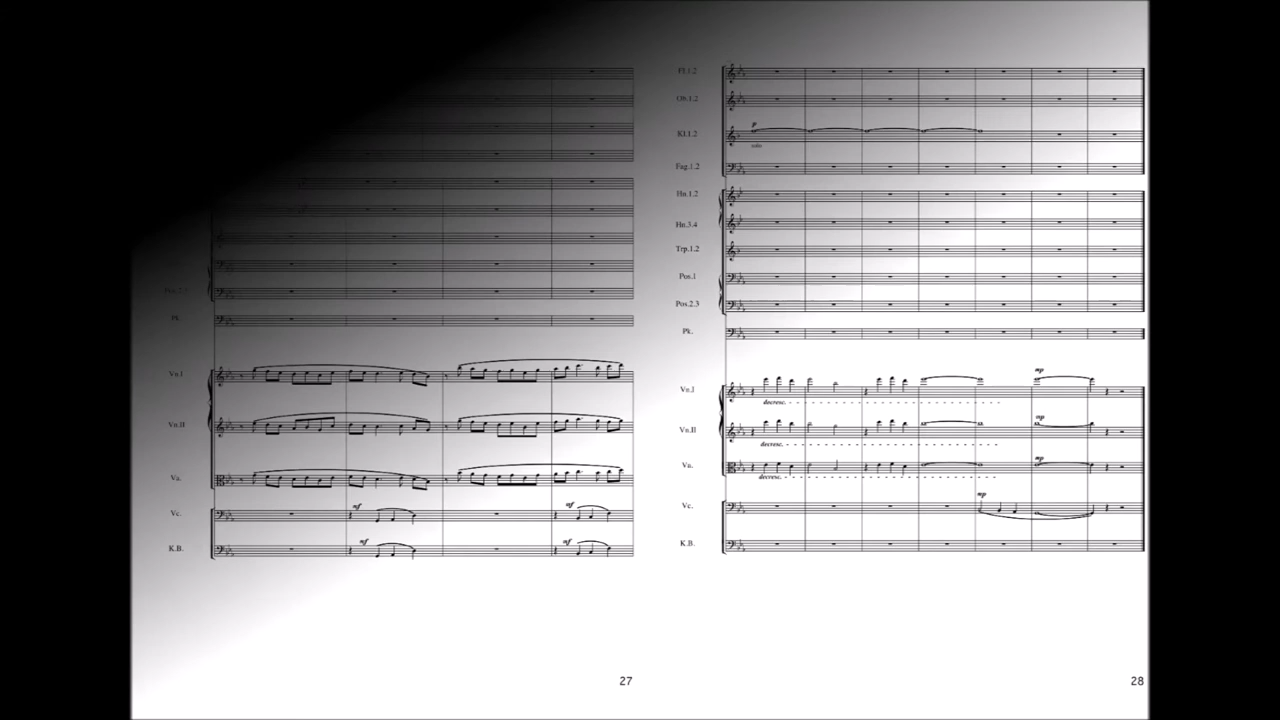 Pos.2.3
Pk.
Vn.I
Vn.II
Va.
Vc.
mf
mf
K.B.
mf
mf
27
Fl.1.2
Ob.1.2
Kl.1.2
p
solo
Fag.1.2
Hn.1.2
Hn.3.4
Trp.1.2
Pos.1
Pos.2.3
Pk.
mp
Vn.I
decresc.
mp
Vn.II
decresc.
mp
Va.
decresc.
mp
Vc.
K.B.
28